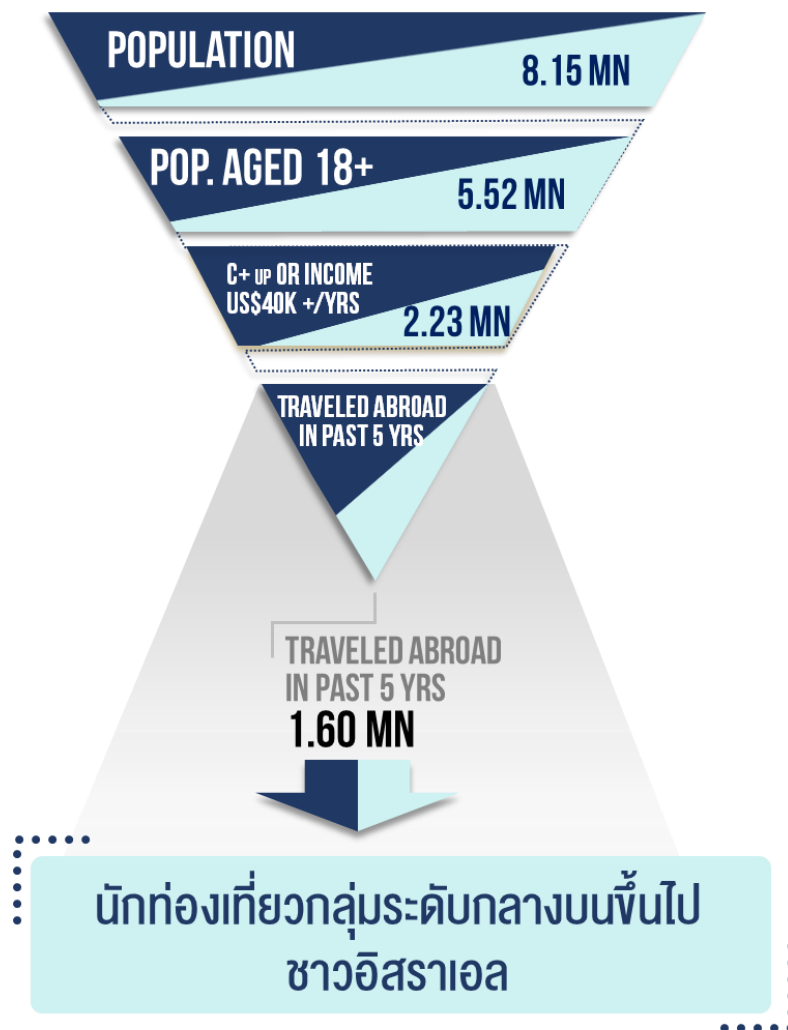 POPULATION
8.15 MN
POP. AGED 18+
5.52 MN
C+ UP OR INCOME
US$40K +/YRS
2.23 MN
TRAVELED ABROAD
IN PAST 5 YRS
TRAVELED ABROAD
IN PAST 5 YRS
1.60 MN
นักท่องเที่ยวกลุ่มระดับกลางบนขึ้นไป
ชาวอิสราเอล